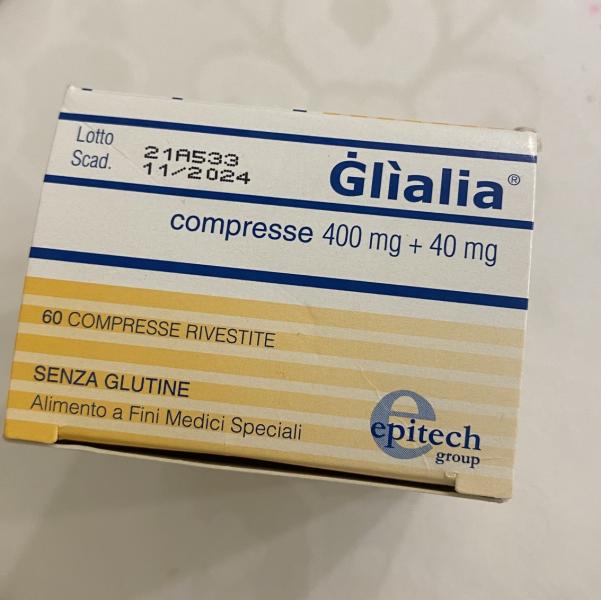 Lotto 21A533
Scad. 11/2024
Glìalia®
compresse 400 mg + 40 mg
60 COMPRESSE RIVESTITE
SENZA GLUTINE
Alimento a Fini Medici Speciali
e
epitech
group